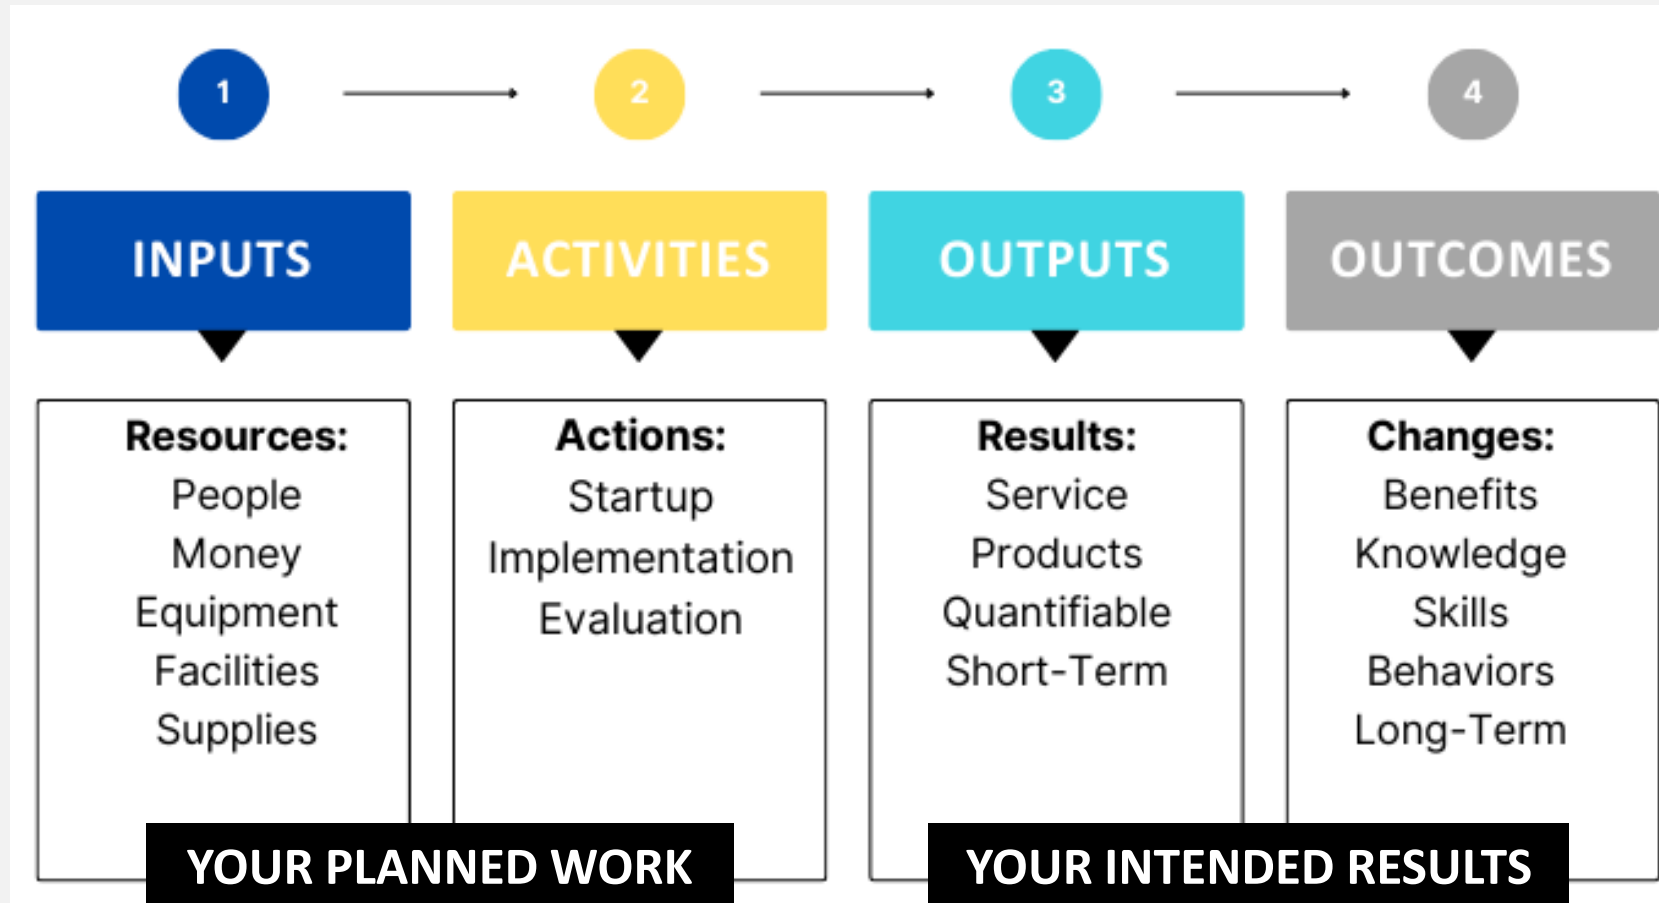 1
2
3
4
INPUTS
ACTIVITIES
OUTPUTS
OUTCOMES
Resources:
People
Money
Equipment
Facilities
Supplies
Actions:
Startup
Implementation
Evaluation
Results:
Service
Products
Quantifiable
Short-Term
Changes:
Benefits
Knowledge
Skills
Behaviors
Long-Term
YOUR PLANNED WORK
YOUR INTENDED RESULTS